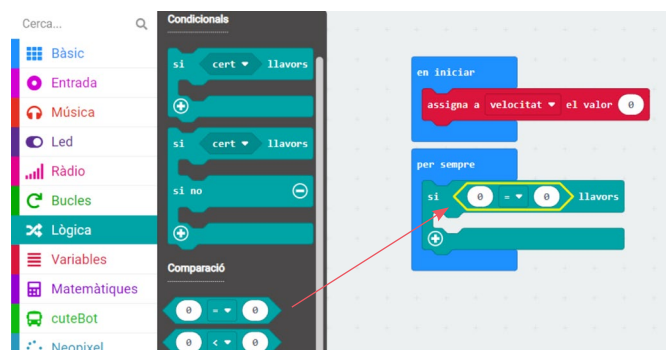 Cerca...
Bàsic
Entrada
Música
Led
Ràdio
Bucles
Lògica
Variables
Matemàtiques
cuteBot
Neopixel
Condicionals
si cert llavors
si cert llavors
si no
Comparació
0 = 0
0 < 0
en iniciar
assigna a velocitat el valor 0
per sempre
si 0 = 0 llavors